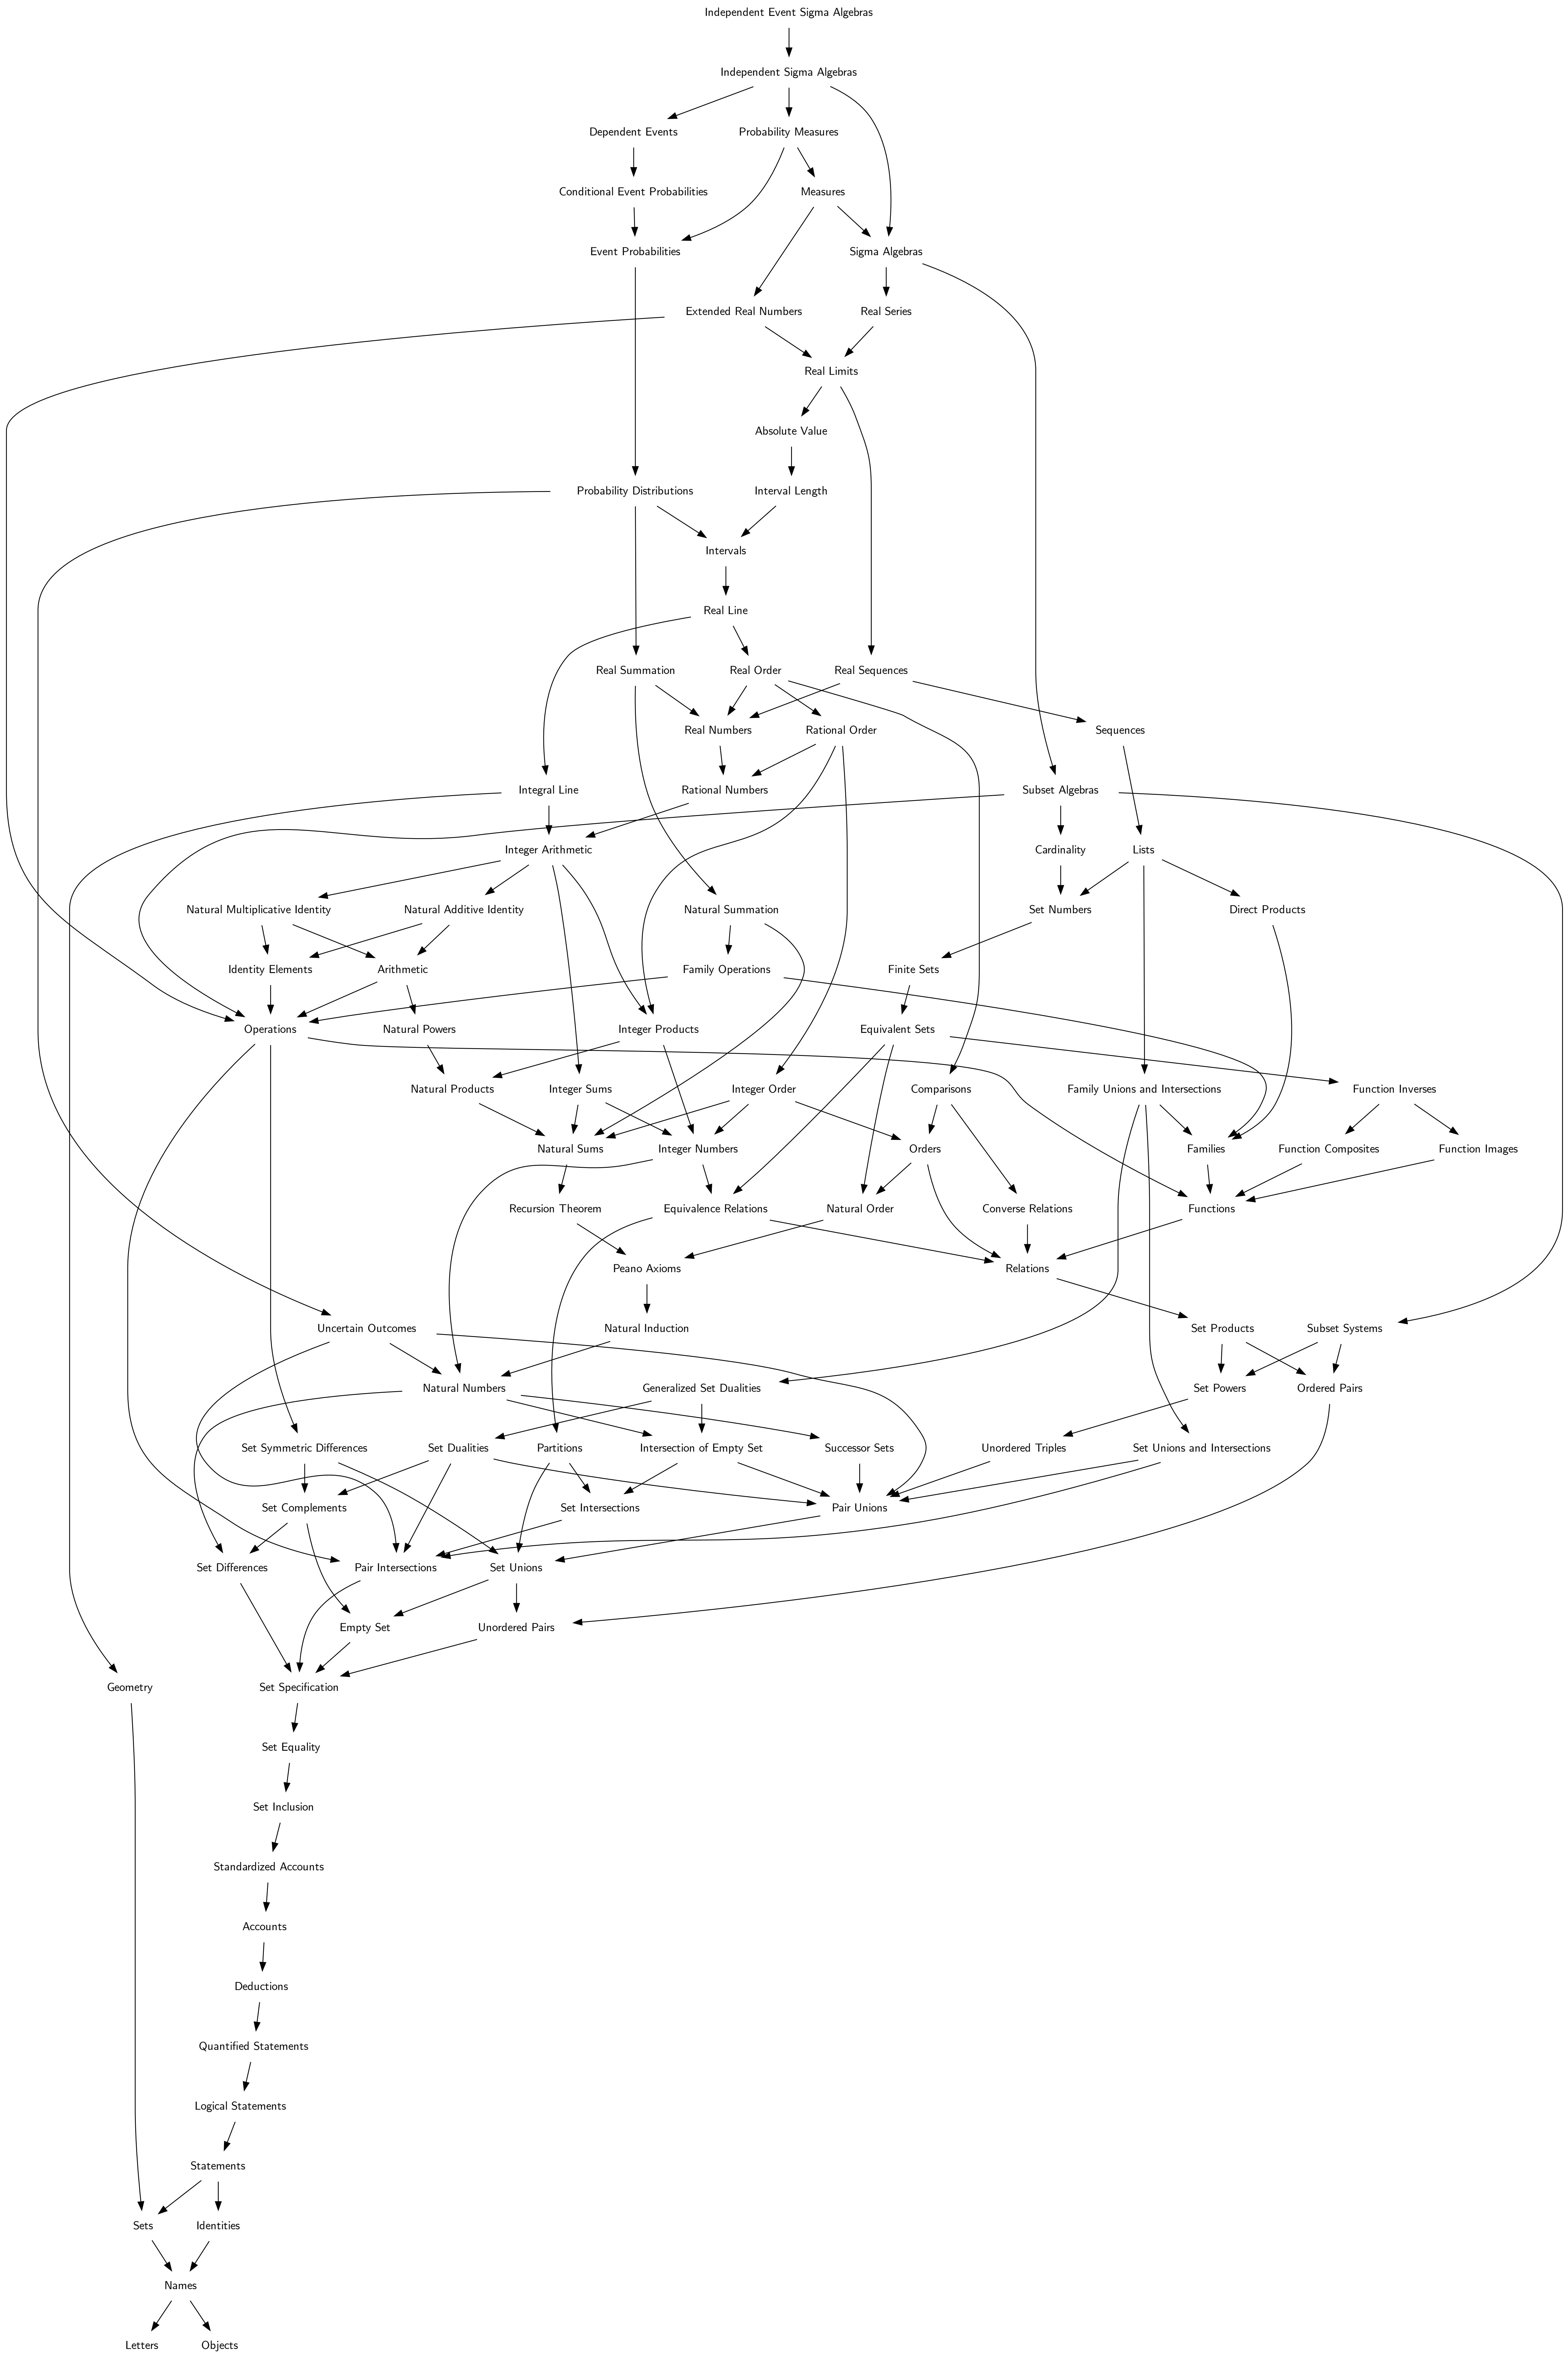 Independent Event Sigma Algebras
Independent Sigma Algebras
Dependent Events
Probability Measures
Conditional Event Probabilities
Measures
Event Probabilities
Sigma Algebras
Extended Real Numbers
Real Series
Real Limits
Absolute Value
Probability Distributions
Interval Length
Intervals
Real Line
Real Summation
Real Order
Real Sequences
Real Numbers
Rational Order
Sequences
Integral Line
Rational Numbers
Subset Algebras
Integer Arithmetic
Cardinality
Lists
Natural Multiplicative Identity
Natural Additive Identity
Natural Summation
Set Numbers
Direct Products
Identity Elements
Arithmetic
Family Operations
Finite Sets
Operations
Natural Powers
Integer Products
Equivalent Sets
Natural Products
Integer Sums
Integer Order
Comparisons
Family Unions and Intersections
Function Inverses
Natural Sums
Integer Numbers
Orders
Families
Function Composites
Function Images
Recursion Theorem
Equivalence Relations
Natural Order
Converse Relations
Functions
Peano Axioms
Relations
Uncertain Outcomes
Natural Induction
Set Products
Subset Systems
Natural Numbers
Generalized Set Dualities
Set Powers
Ordered Pairs
Set Symmetric Differences
Set Dualities
Partitions
Intersection of Empty Set
Successor Sets
Unordered Triples
Set Unions and Intersections
Set Complements
Set Intersections
Pair Unions
Set Differences
Pair Intersections
Set Unions
Empty Set
Unordered Pairs
Geometry
Set Specification
Set Equality
Set Inclusion
Standardized Accounts
Accounts
Deductions
Quantified Statements
Logical Statements
Statements
Sets
Identities
Names
Letters
Objects